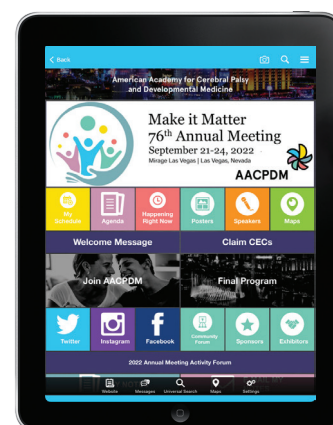 Back
American Academy for Cerebral Palsy
and Developmental Medicine
Make it Matter
76th Annual Meeting
September 21-24, 2022
Mirage Las Vegas | Las Vegas, Nevada
AACPDM
My
Schedule
Agenda
Happening
Right Now
Posters
Speakers
Maps
Welcome Message
Claim CECs
Join AACPDM
Final Program
Twitter
Instagram
Facebook
Community
Forum
Sponsors
Exhibitors
2022 Annual Meeting Activity Forum
Website
Messages
Universal Search
Maps
Settings